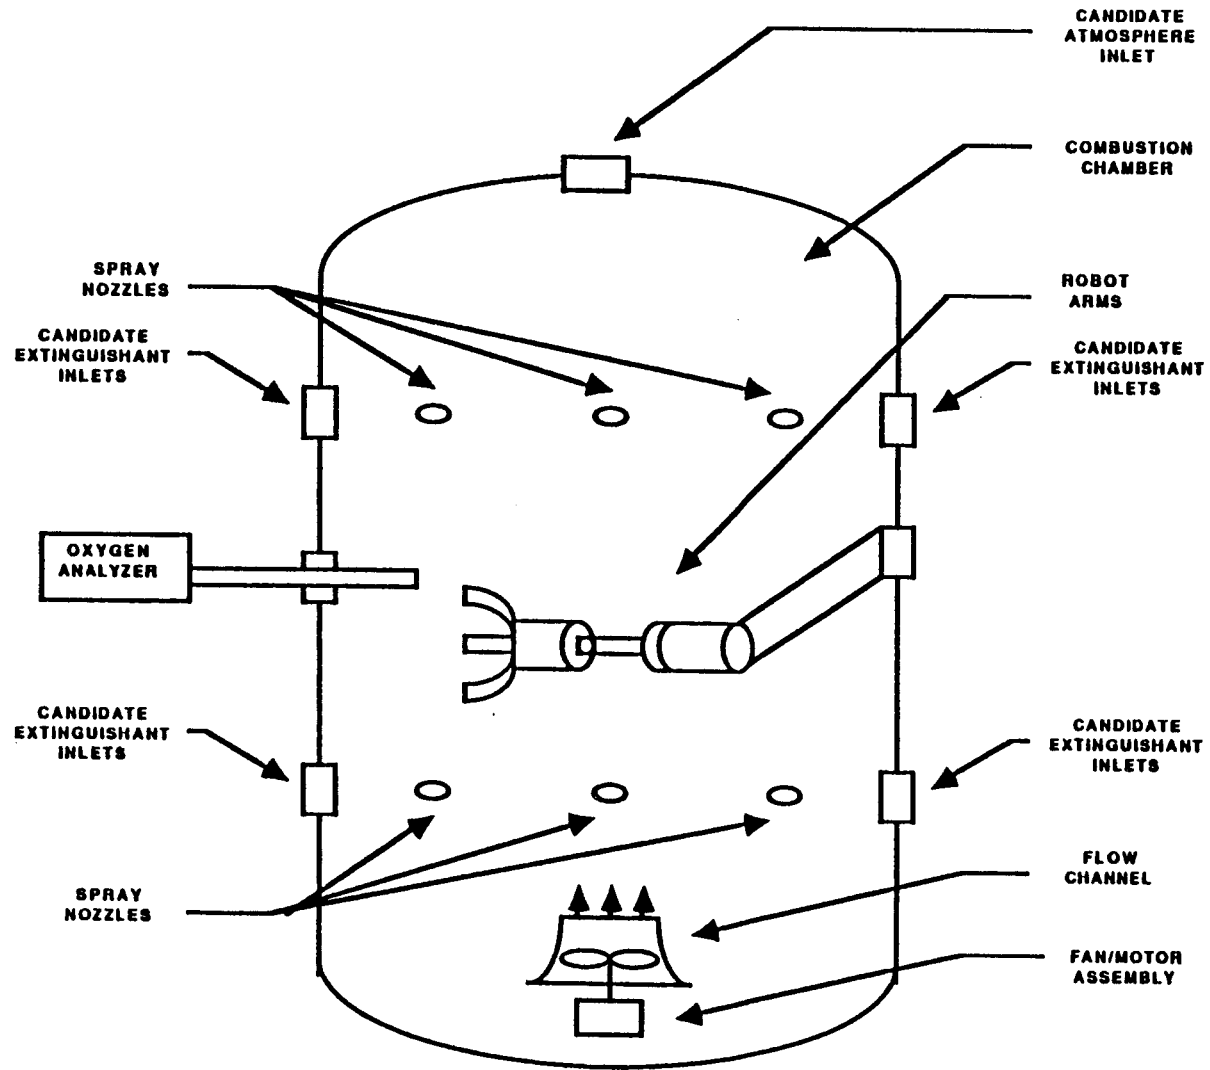 CANDIDATE
ATMOSPHERE
INLET
COMBUSTION
CHAMBER
SPRAY
NOZZLES
ROBOT
ARMS
CANDIDATE
EXTINGUISHANT
INLETS
CANDIDATE
EXTINGUISHANT
INLETS
OXYGEN
ANALYZER
CANDIDATE
EXTINGUISHANT
INLETS
CANDIDATE
EXTINGUISHANT
INLETS
SPRAY
NOZZLES
FLOW
CHANNEL
FAN/MOTOR
ASSEMBLY